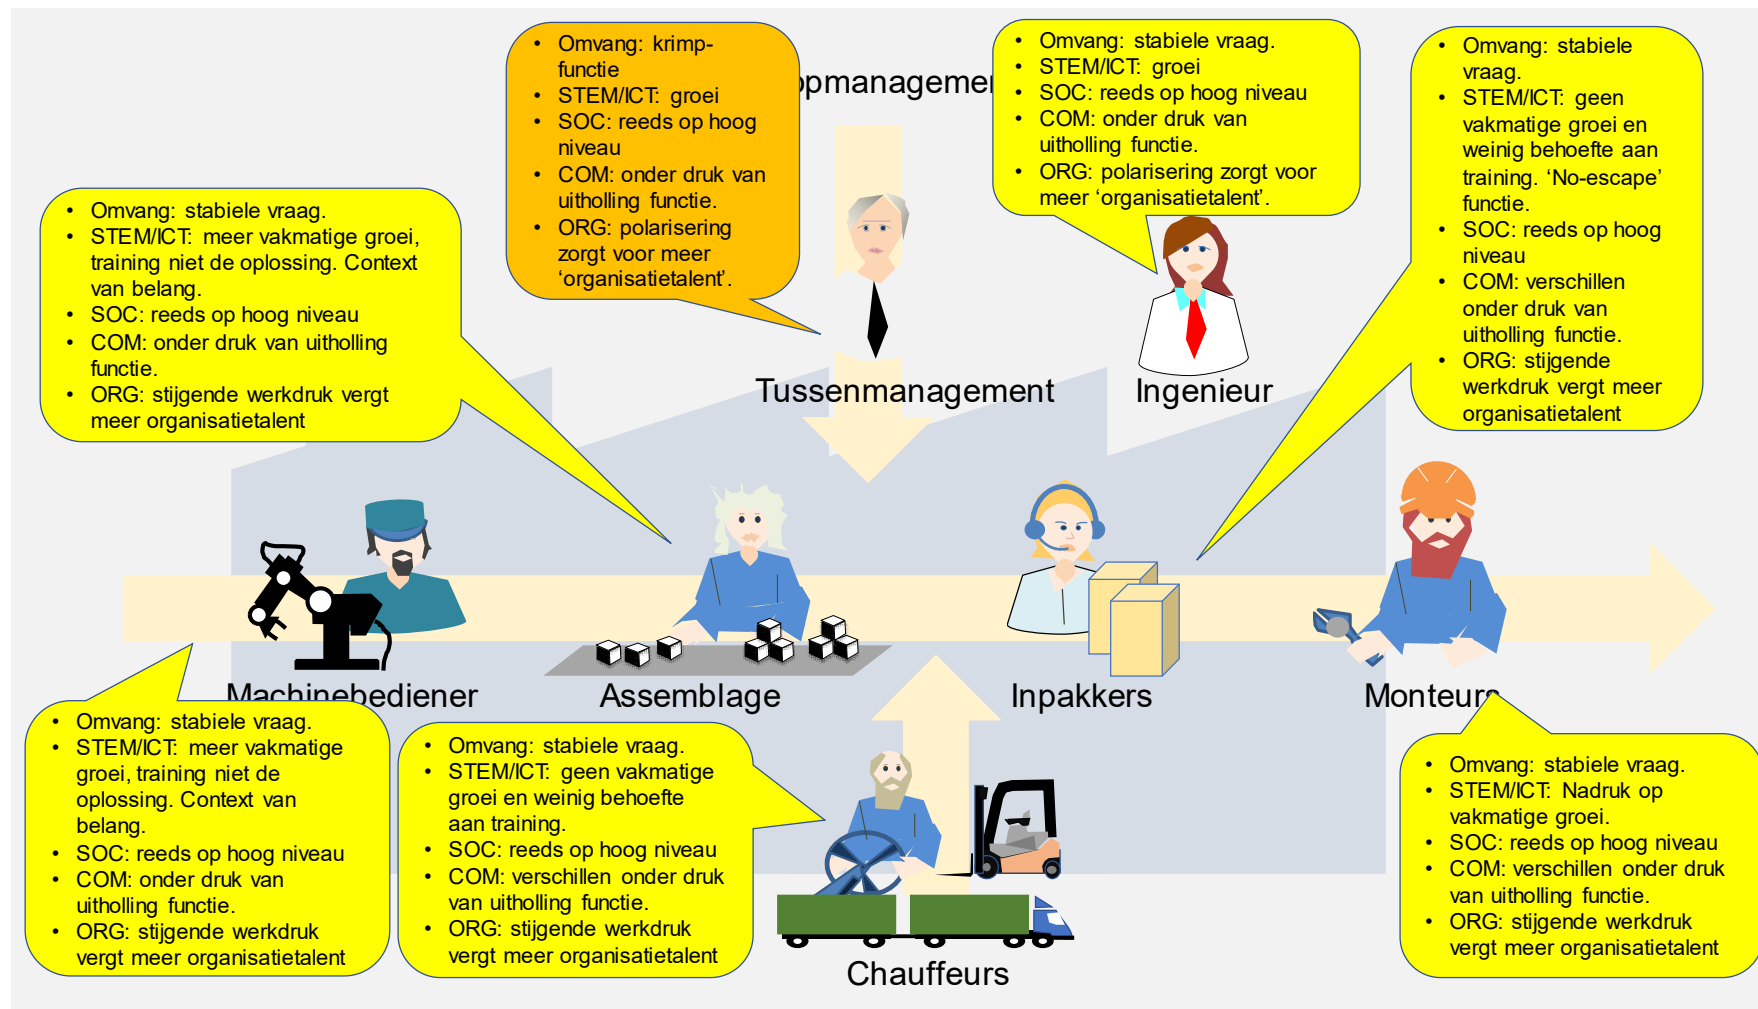 • Omvang: krimp-
functie
• STEM/ICT: groei
• SOC: reeds op hoog
niveau
• COM: onder druk van
uitholling functie.
• ORG: polarisering
zorgt voor meer
‘organisatietalent’.
• Omvang: stabiele vraag.
• STEM/ICT: groei
• SOC: reeds op hoog niveau
• COM: onder druk van
uitholling functie.
• ORG: polarisering zorgt voor
meer ‘organisatietalent’.
• Omvang: stabiele
vraag.
• STEM/ICT: geen
vakmatige groei en
weinig behoefte aan
training. ‘No-escape’
functie.
• SOC: reeds op hoog
niveau
• COM: verschillen
onder druk van
uitholling functie.
• ORG: stijgende
werkdruk vergt meer
organisatietalent
• Omvang: stabiele vraag.
• STEM/ICT: meer vakmatige groei,
training niet de oplossing. Context
van belang.
• SOC: reeds op hoog niveau
• COM: onder druk van uitholling
functie.
• ORG: stijgende werkdruk vergt
meer organisatietalent
Tussenmanagement
Ingenieur
Machinebediener
Assemblage
Inpakkers
Monteurs
• Omvang: stabiele vraag.
• STEM/ICT: meer vakmatige
groei, training niet de
oplossing. Context van
belang.
• SOC: reeds op hoog niveau
• COM: onder druk van
uitholling functie.
• ORG: stijgende werkdruk
vergt meer organisatietalent
• Omvang: stabiele vraag.
• STEM/ICT: geen vakmatige
groei en weinig behoefte
aan training.
• SOC: reeds op hoog niveau
• COM: verschillen onder druk
van uitholling functie.
• ORG: stijgende werkdruk
vergt meer organisatietalent
• Omvang: stabiele vraag.
• STEM/ICT: Nadruk op
vakmatige groei.
• SOC: reeds op hoog niveau
• COM: verschillen onder druk
van uitholling functie.
• ORG: stijgende werkdruk
vergt meer organisatietalent
Chauffeurs